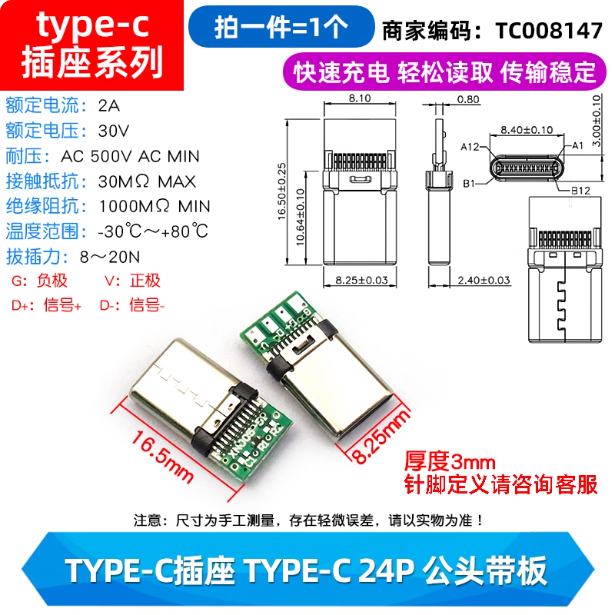 type-c
插座系列
拍一件=1个
商家编码：TC008147
快速充电 轻松读取 传输稳定
额定电流：2A
额定电压：30V
耐压：AC 500V AC MIN
接触抵抗：30MΩ MAX
绝缘阻抗：1000MΩ MIN
温度范围：-30℃～+80℃
拔插力：8～20N
G：负极 V：正极
D+：信号+ D-：信号-
8.10
0.80
8.40±0.10
3.00±0.10
A12
A1
B1
B12
16.50±0.25
10.64±0.10
8.25±0.03
2.40±0.03
16.5mm
8.25mm
厚度3mm
针脚定义请咨询客服
注意：尺寸为手工测量，存在轻微误差，请以实物为准！
TYPE-C插座 TYPE-C 24P 公头带板